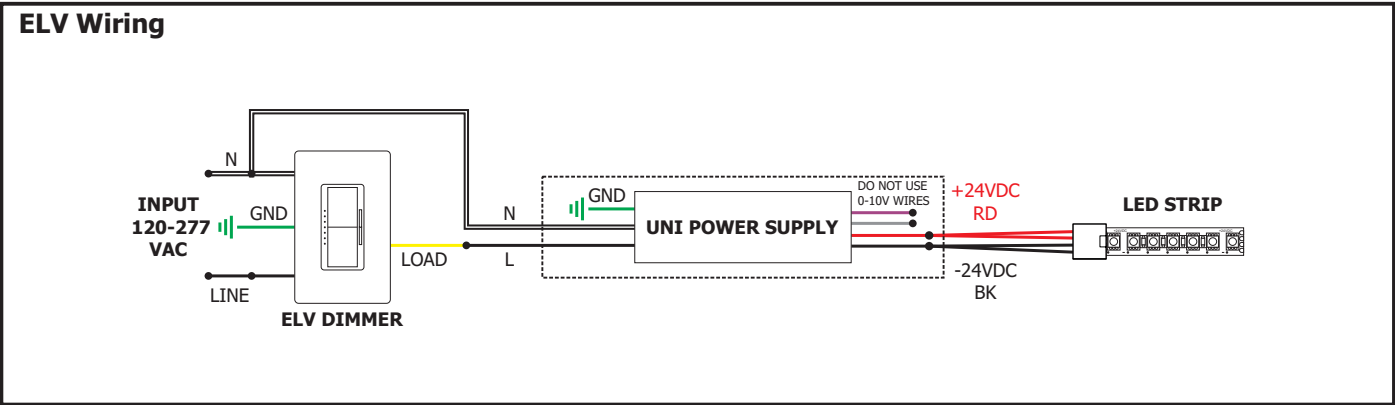 ELV Wiring
N
INPUT
120-277
VAC
GND
LINE
ELV DIMMER
LOAD
N
L
GND
UNI POWER SUPPLY
DO NOT USE
0-10V WIRES
+24VDC
RD
-24VDC
BK
LED STRIP